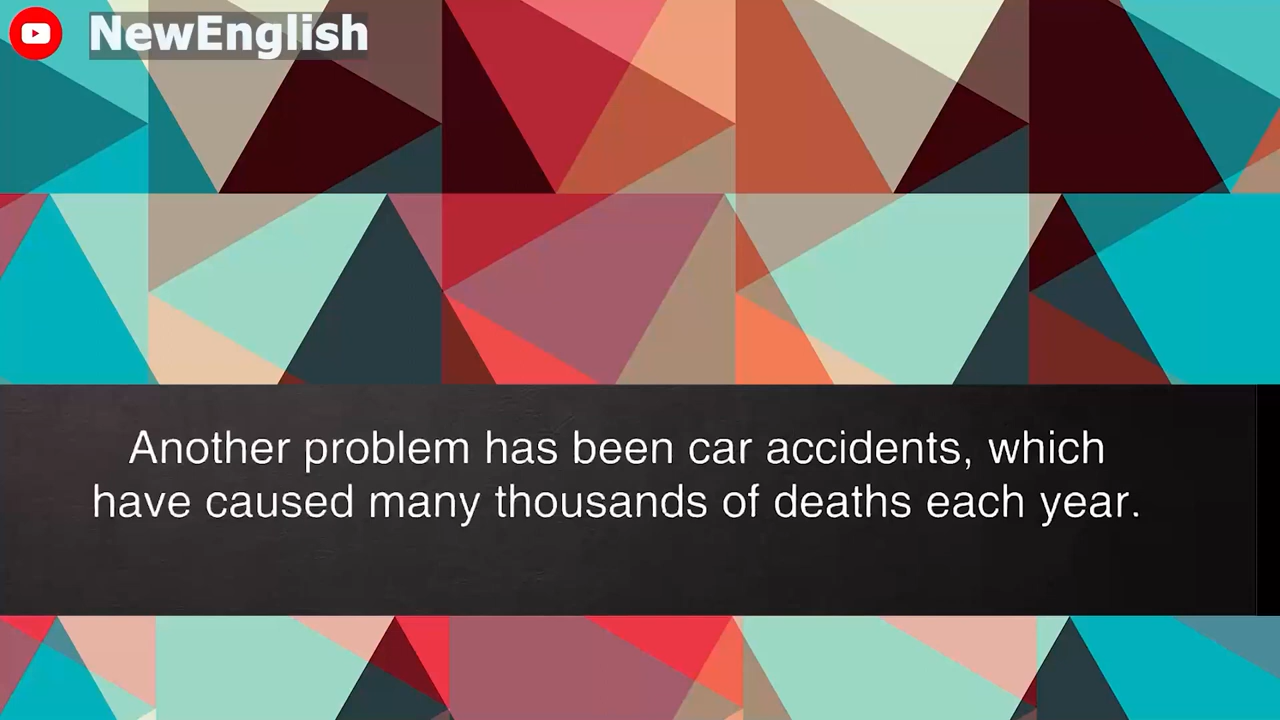 NewEnglish
Another problem has been car accidents, which
have caused many thousands of deaths each year.